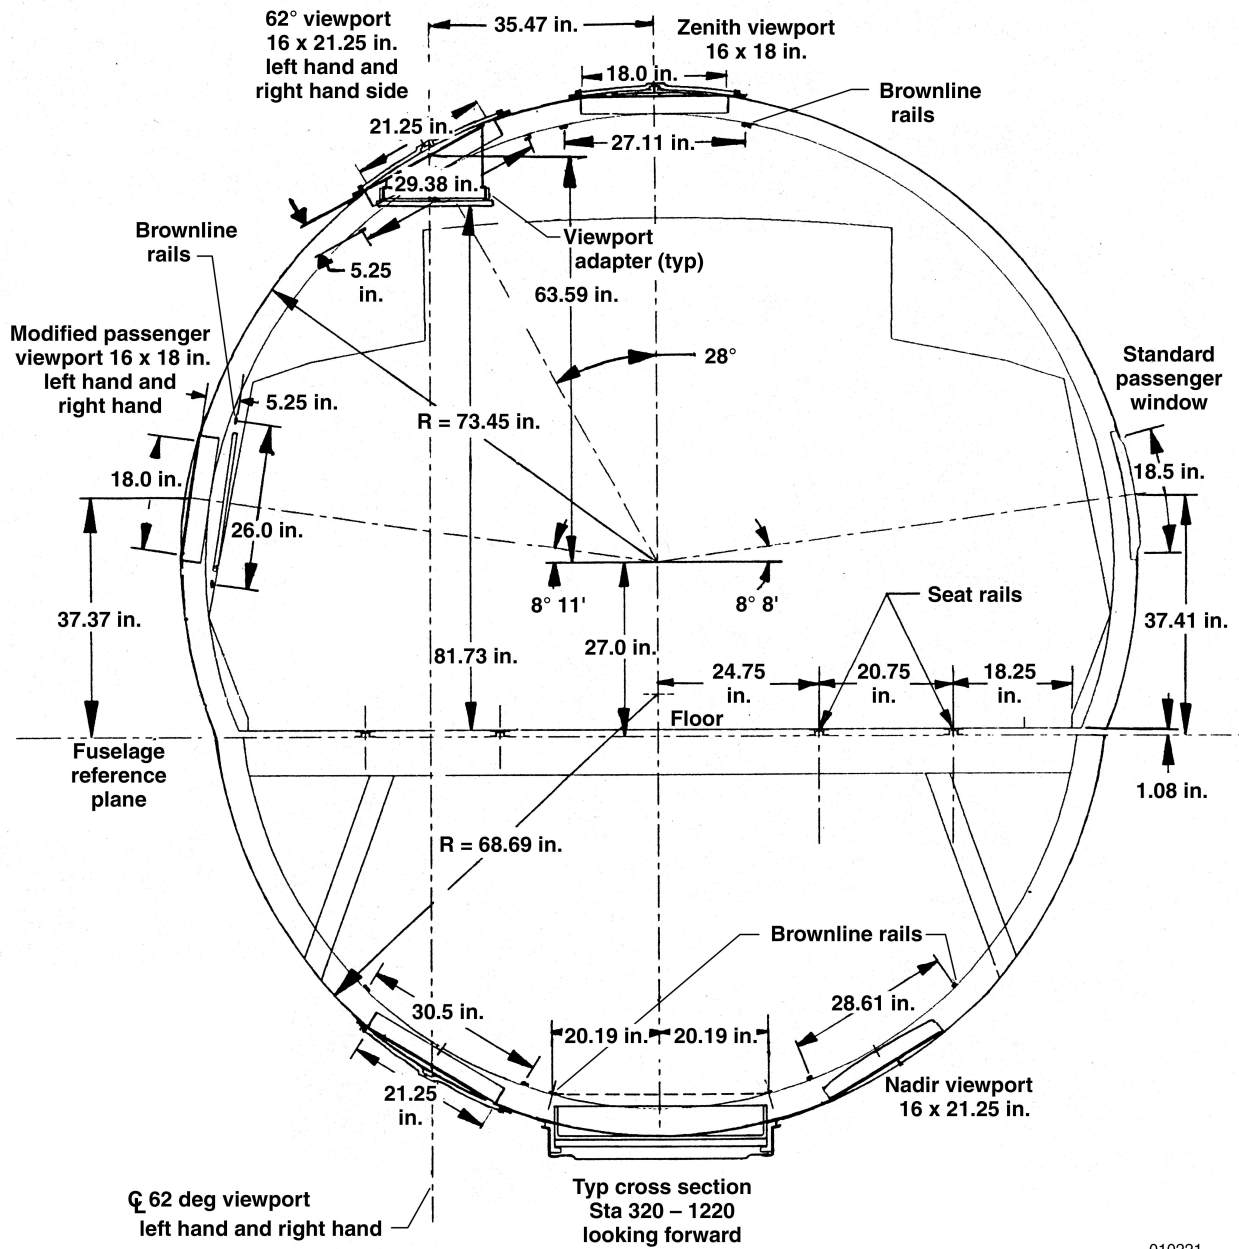 62° viewport
16 x 21.25 in.
left hand and
right hand side
35.47 in.
Zenith viewport
16 x 18 in.
18.0 in.
Brownline
rails
21.25 in.
27.11 in.
29.38 in.
Viewport
adapter (typ)
Brownline
rails
5.25
in.
63.59 in.
Modified passenger
viewport 16 x 18 in.
left hand and
right hand
28°
Standard
passenger
window
5.25 in.
R = 73.45 in.
18.0 in.
18.5 in.
26.0 in.
8° 11'
8° 8'
Seat rails
37.37 in.
37.41 in.
81.73 in.
27.0 in.
24.75
in.
20.75
in.
18.25
in.
Floor
Fuselage
reference
plane
1.08 in.
R = 68.69 in.
Brownline rails
30.5 in.
28.61 in.
20.19 in.
20.19 in.
21.25
in.
Nadir viewport
16 x 21.25 in.
℄ 62 deg viewport
left hand and right hand
Typ cross section
Sta 320 – 1220
looking forward